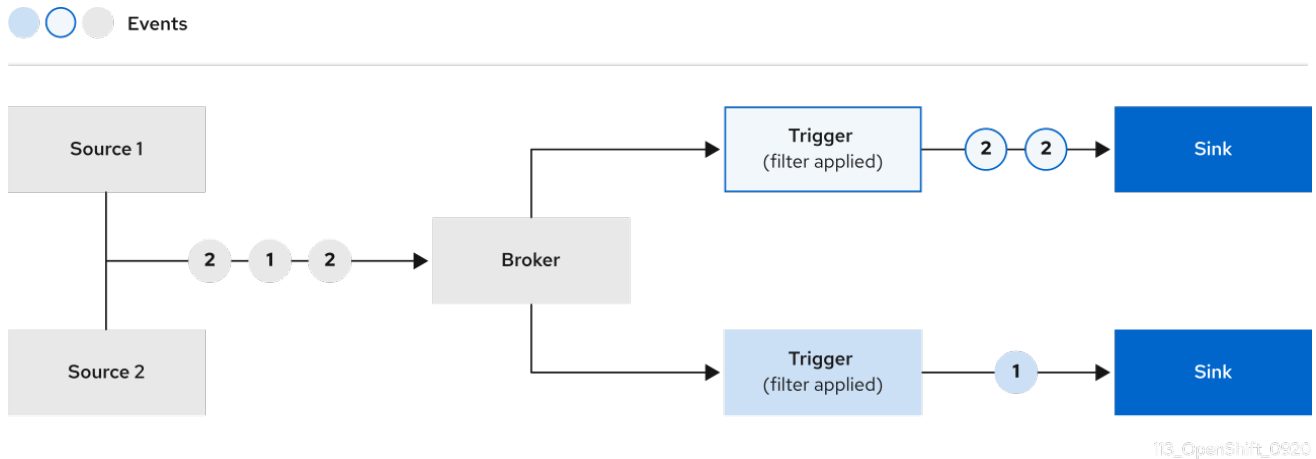 Events
Source 1
Trigger
(filter applied)
2 2
Sink
2 1 2
Broker
Source 2
Trigger
(filter applied)
1
Sink
113_OpenShift_0920